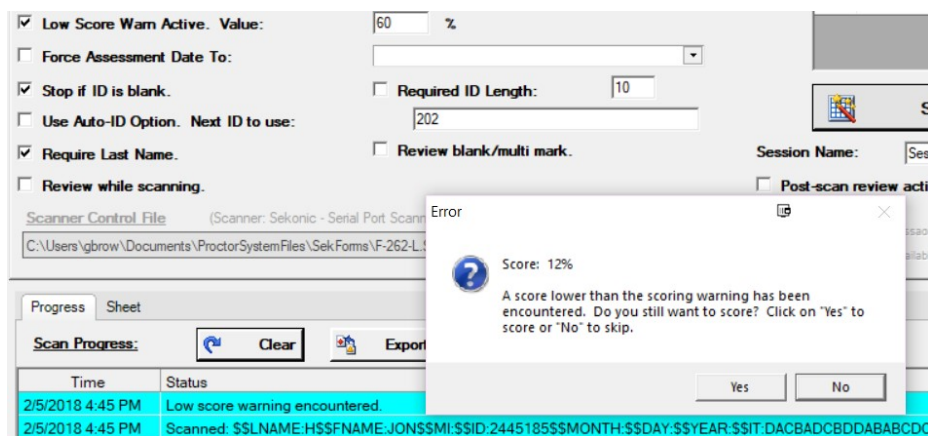 Low Score Warn Active. Value: 60 %
Force Assessment Date To:
Stop if ID is blank. Required ID Length: 10
Use Auto-ID Option. Next ID to use: 202
Require Last Name. Review blank/multi mark. Session Name: Ses
Review while scanning. Post-scan review acti
Scanner Control File (Scanner: Sekonic - Serial Port Scann
C:\Users\gbrow\Documents\ProctorSystemFiles\SekForms\F-262-L.S
Error
Score: 12%
A score lower than the scoring warning has been
encountered. Do you still want to score? Click on "Yes" to
score or "No" to skip.
Yes No
Progress Sheet
Scan Progress: Clear Export
Time Status
2/5/2018 4:45 PM Low score warning encountered.
2/5/2018 4:45 PM Scanned: $$LNAME:H$$FNAME:JON$$MI:$$ID:2445185$$MONTH:$$DAY:$$YEAR:$$IT:DACBADCBDDABABCDC